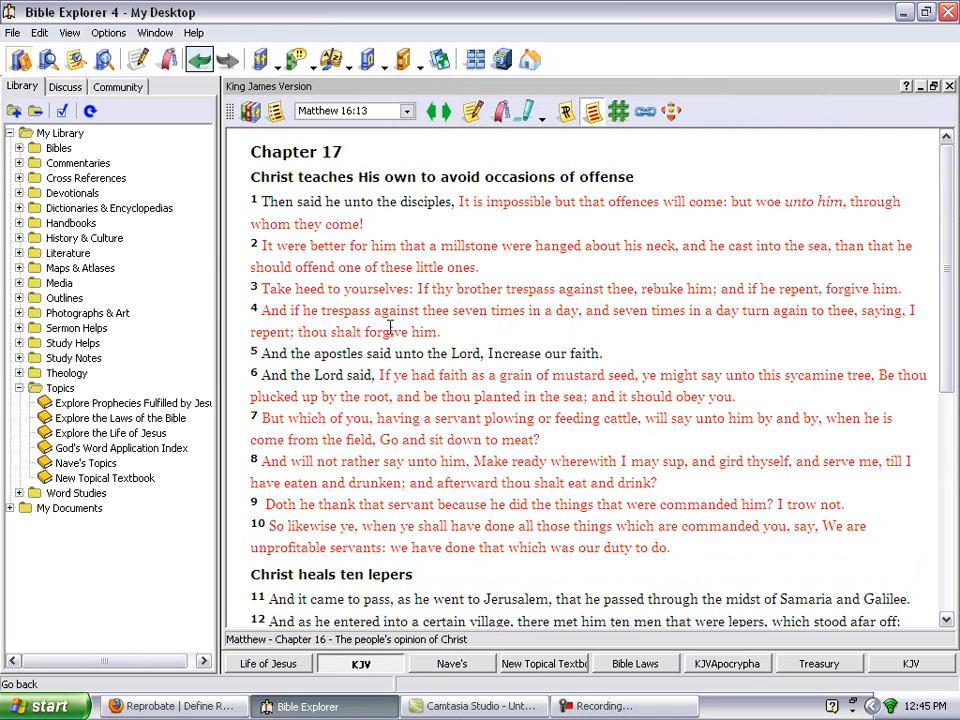 Bible Explorer 4 - My Desktop
File Edit View Options Window Help
Library Discuss Community
King James Version
Matthew 16:13
My Library
Bibles
Commentaries
Cross References
Devotionals
Dictionaries & Encyclopedias
Handbooks
History & Culture
Literature
Maps & Atlases
Media
Outlines
Photographs & Art
Sermon Helps
Study Helps
Study Notes
Theology
Topics
Explore Prophecies Fulfilled by Jesu
Explore the Laws of the Bible
Explore the Life of Jesus
God's Word Application Index
Nave's Topics
New Topical Textbook
Word Studies
My Documents
Chapter 17
Christ teaches His own to avoid occasions of offense
1 Then said he unto the disciples, It is impossible but that offences will come: but woe unto him, through
whom they come!
2 It were better for him that a millstone were hanged about his neck, and he cast into the sea, than that he
should offend one of these little ones.
3 Take heed to yourselves: If thy brother trespass against thee, rebuke him; and if he repent, forgive him.
4 And if he trespass against thee seven times in a day, and seven times in a day turn again to thee, saying, I
repent; thou shalt forgive him.
5 And the apostles said unto the Lord, Increase our faith.
6 And the Lord said, If ye had faith as a grain of mustard seed, ye might say unto this sycamine tree, Be thou
plucked up by the root, and be thou planted in the sea; and it should obey you.
7 But which of you, having a servant plowing or feeding cattle, will say unto him by and by, when he is
come from the field, Go and sit down to meat?
8 And will not rather say unto him, Make ready wherewith I may sup, and gird thyself, and serve me, till I
have eaten and drunken; and afterward thou shalt eat and drink?
9 Doth he thank that servant because he did the things that were commanded him? I trow not.
10 So likewise ye, when ye shall have done all those things which are commanded you, say, We are
unprofitable servants: we have done that which was our duty to do.
Christ heals ten lepers
11 And it came to pass, as he went to Jerusalem, that he passed through the midst of Samaria and Galilee.
12 And as he entered into a certain village, there met him ten men that were lepers, which stood afar off:
Matthew - Chapter 16 - The people's opinion of Christ
Life of Jesus KJV Nave's New Topical Textbo Bible Laws KJVApocrypha Treasury KJV
Go back
start Reprobate | Define R... Bible Explorer Camtasia Studio - Unt... Recording... 12:45 PM